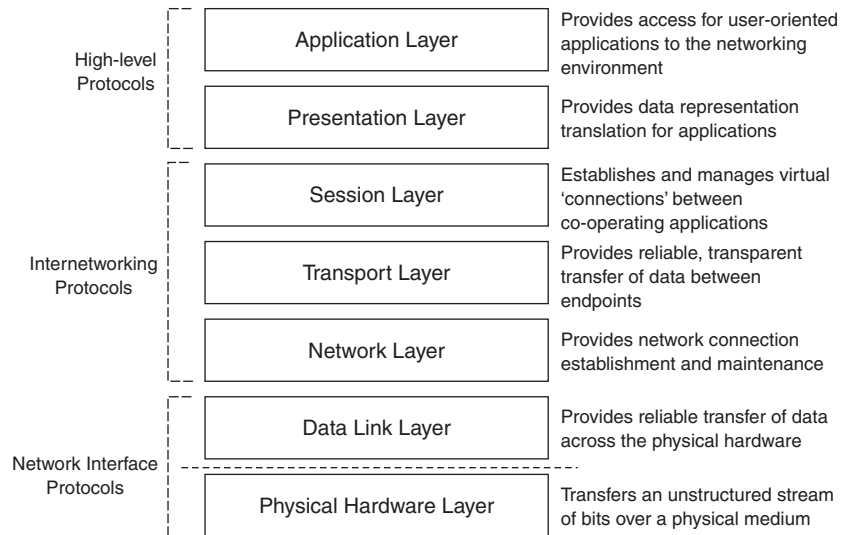 High-level
Protocols
Application Layer
Provides access for user-oriented
applications to the networking
environment
Presentation Layer
Provides data representation
translation for applications
Internetworking
Protocols
Session Layer
Establishes and manages virtual
‘connections’ between
co-operating applications
Transport Layer
Provides reliable, transparent
transfer of data between
endpoints
Network Layer
Provides network connection
establishment and maintenance
Network Interface
Protocols
Data Link Layer
Provides reliable transfer of data
across the physical hardware
Physical Hardware Layer
Transfers an unstructured stream
of bits over a physical medium